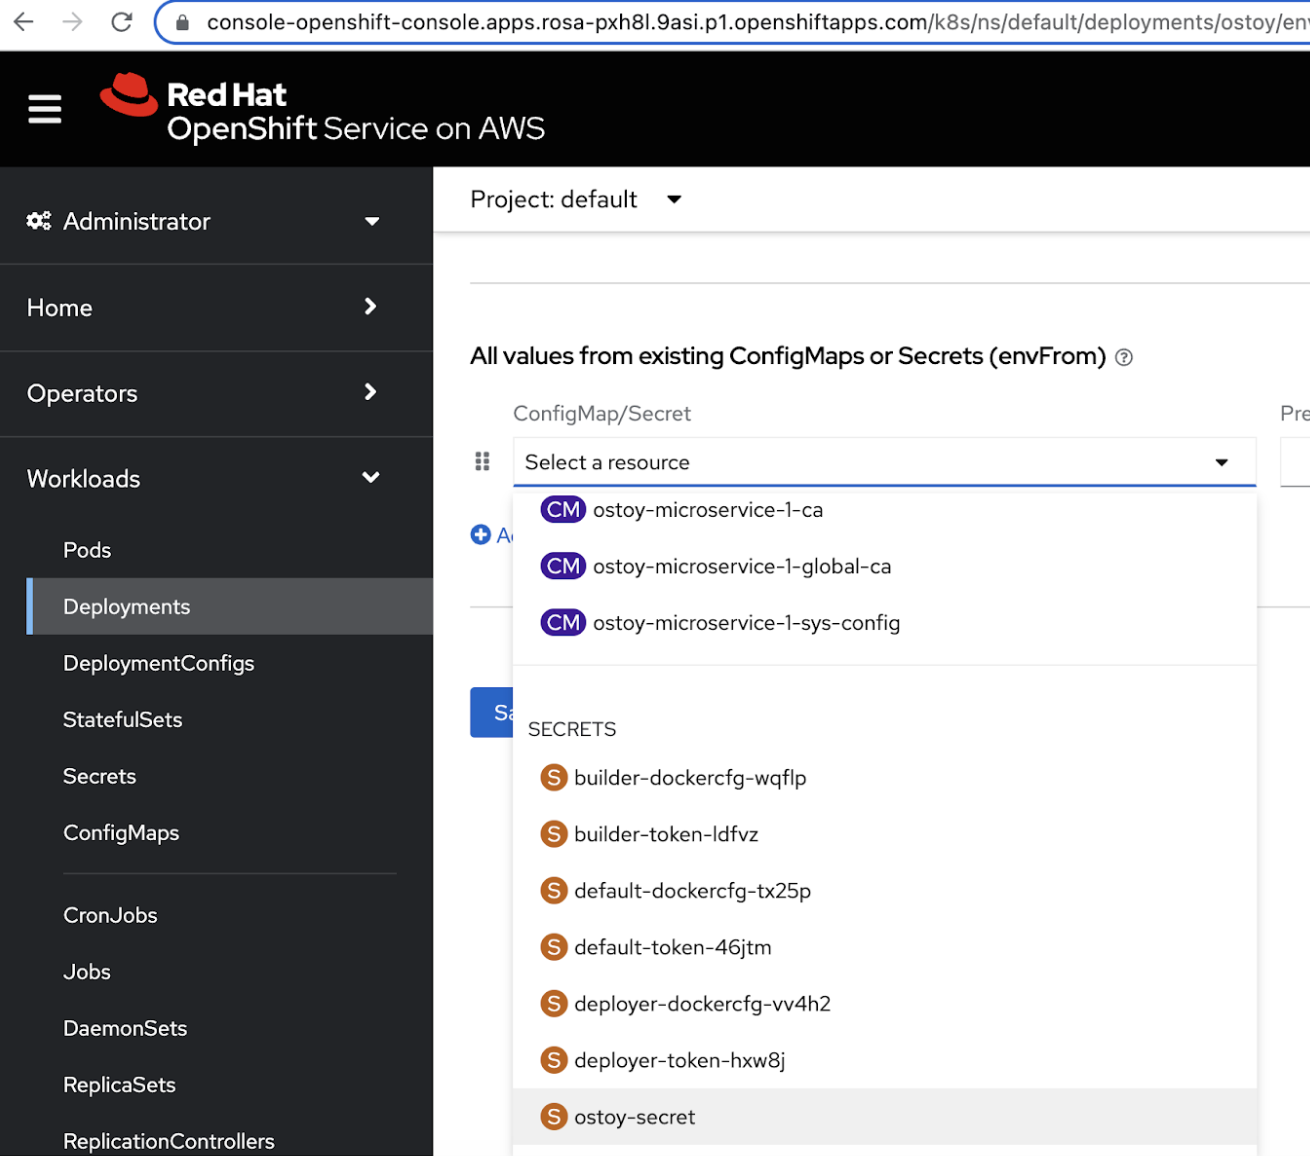 console-openshift-console.apps.rosa-pxh8l.9asi.p1.openshiftapps.com/k8s/ns/default/deployments/ostoy/env
Red Hat
OpenShift Service on AWS
Project: default
Administrator
Home
Operators
Workloads
Pods
Deployments
DeploymentConfigs
StatefulSets
Secrets
ConfigMaps
CronJobs
Jobs
DaemonSets
ReplicaSets
ReplicationControllers
All values from existing ConfigMaps or Secrets (envFrom)
ConfigMap/Secret
Pre
Select a resource
CM ostoy-microservice-1-ca
CM ostoy-microservice-1-global-ca
CM ostoy-microservice-1-sys-config
SECRETS
S builder-dockercfg-wqflp
S builder-token-ldfvz
S default-dockercfg-tx25p
S default-token-46jtm
S deployer-dockercfg-vv4h2
S deployer-token-hxw8j
S ostoy-secret